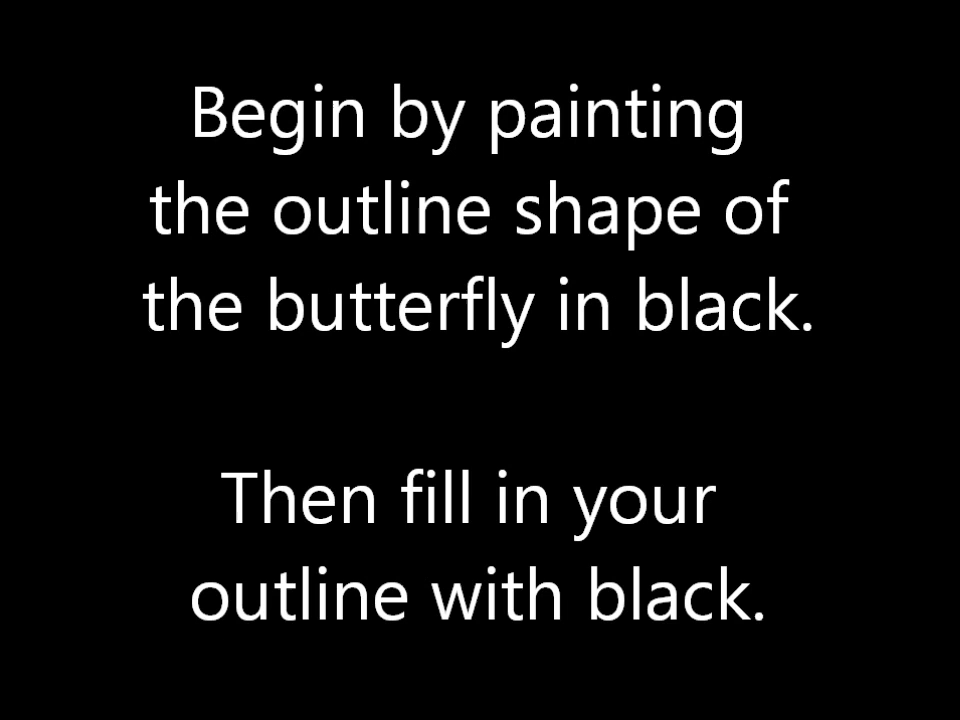 Begin by painting
the outline shape of
the butterfly in black.
Then fill in your
outline with black.